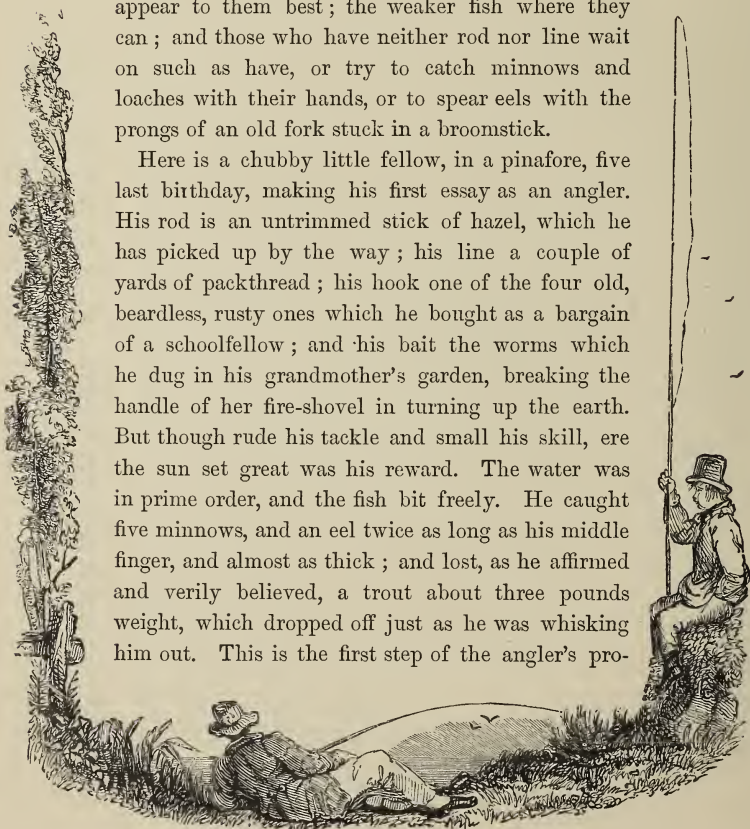 appear to them best ; the weaker fish where they
can ; and those who have neither rod nor line wait
on such as have, or try to catch minnows and
loaches with their hands, or to spear eels with the
prongs of an old fork stuck in a broomstick.
Here is a chubby little fellow, in a pinafore, five
last birthday, making his first essay as an angler.
His rod is an untrimmed stick of hazel, which he
has picked up by the way ; his line a couple of
yards of packthread ; his hook one of the four old,
beardless, rusty ones which he bought as a bargain
of a schoolfellow ; and his bait the worms which
he dug in his grandmother's garden, breaking the
handle of her fire-shovel in turning up the earth.
But though rude his tackle and small his skill, ere
the sun set great was his reward. The water was
in prime order, and the fish bit freely. He caught
five minnows, and an eel twice as long as his middle
finger, and almost as thick ; and lost, as he affirmed
and verily believed, a trout about three pounds
weight, which dropped off just as he was whisking
him out. This is the first step of the angler's pro-